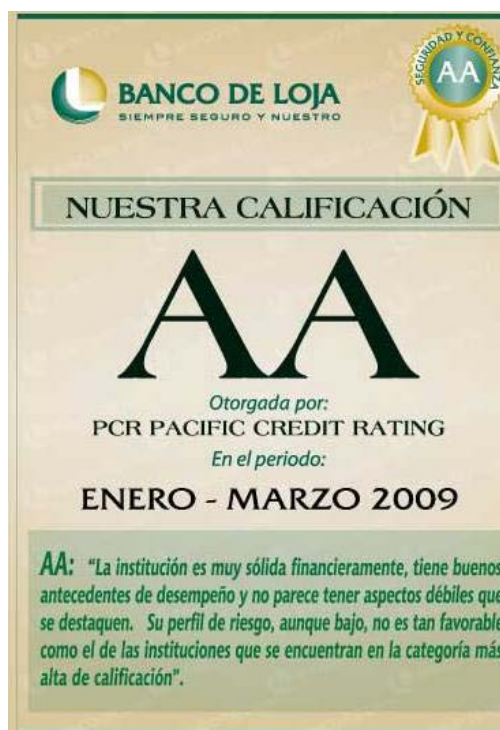 BANCO DE LOJA
SIEMPRE SEGURO Y NUESTRO
SEGURIDAD Y CONFIANZA
AA
NUESTRA CALIFICACIÓN
AA
Otorgada por:
PCR PACIFIC CREDIT RATING
En el periodo:
ENERO - MARZO 2009
AA: "La institución es muy sólida financieramente, tiene buenos
antecedentes de desempeño y no parece tener aspectos débiles que
se destaquen. Su perfil de riesgo, aunque bajo, no es tan favorable
como el de las instituciones que se encuentran en la categoría más
alta de calificación".